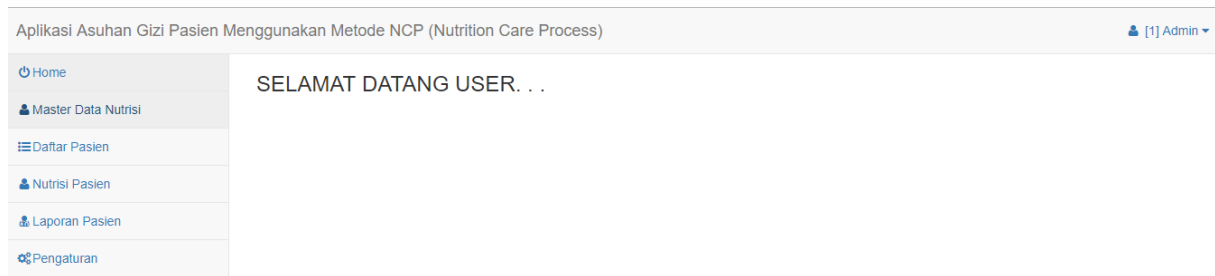 Aplikasi Asuhan Gizi Pasien Menggunakan Metode NCP (Nutrition Care Process)
[1] Admin
Home
SELAMAT DATANG USER. . .
Master Data Nutrisi
Daftar Pasien
Nutrisi Pasien
Laporan Pasien
Pengaturan